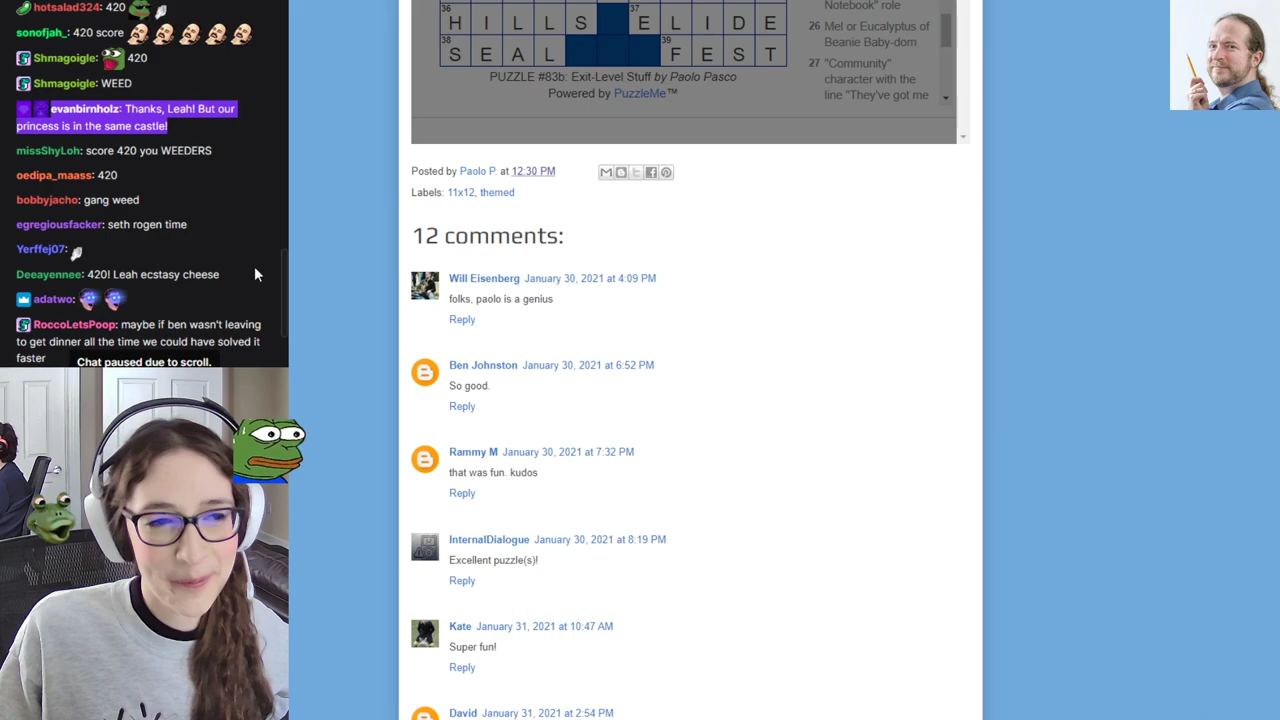 hotsalad324: 420
sonofjah_: 420 score
Shmagoigle: 420
Shmagoigle: WEED
evanbirnholz: Thanks, Leah! But our
princess is in the same castle!
missShyLoh: score 420 you WEEDERS
oedipa_maass: 420
bobbyjacho: gang weed
egregiousfacker: seth rogen time
Yerffej07:
Deeayennee: 420! Leah ecstasy cheese
adatwo:
RoccoLetsPoop: maybe if ben wasn't leaving
to get dinner all the time we could have solved it
faster
Chat paused due to scroll.
36 37
H I L L S E L I D E
38 39
S E A L F E S T
PUZZLE #83b: Exit-Level Stuff by Paolo Pasco
Powered by PuzzleMe™
Notebook" role
26 Mel or Eucalyptus of
Beanie Baby-dom
27 "Community"
character with the
line "They've got me
Posted by Paolo P. at 12:30 PM
Labels: 11x12, themed
12 comments:
Will Eisenberg January 30, 2021 at 4:09 PM
folks, paolo is a genius
Reply
Ben Johnston January 30, 2021 at 6:52 PM
So good.
Reply
Rammy M January 30, 2021 at 7:32 PM
that was fun. kudos
Reply
InternalDialogue January 30, 2021 at 8:19 PM
Excellent puzzle(s)!
Reply
Kate January 31, 2021 at 10:47 AM
Super fun!
Reply
David January 31, 2021 at 2:54 PM